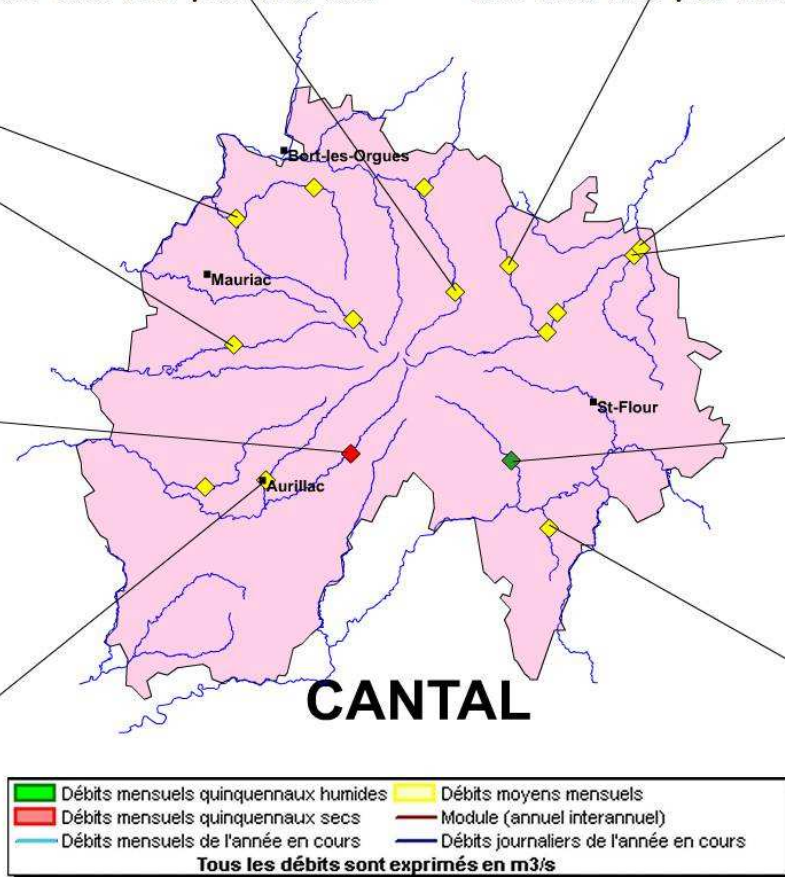 Bort-les-Orgues
Mauriac
St-Flour
Aurillac
CANTAL
Débits mensuels quinquennaux humides
Débits moyens mensuels
Débits mensuels quinquennaux secs
Module (annuel interannuel)
Débits mensuels de l'année en cours
Débits journaliers de l'année en cours
Tous les débits sont exprimés en m3/s